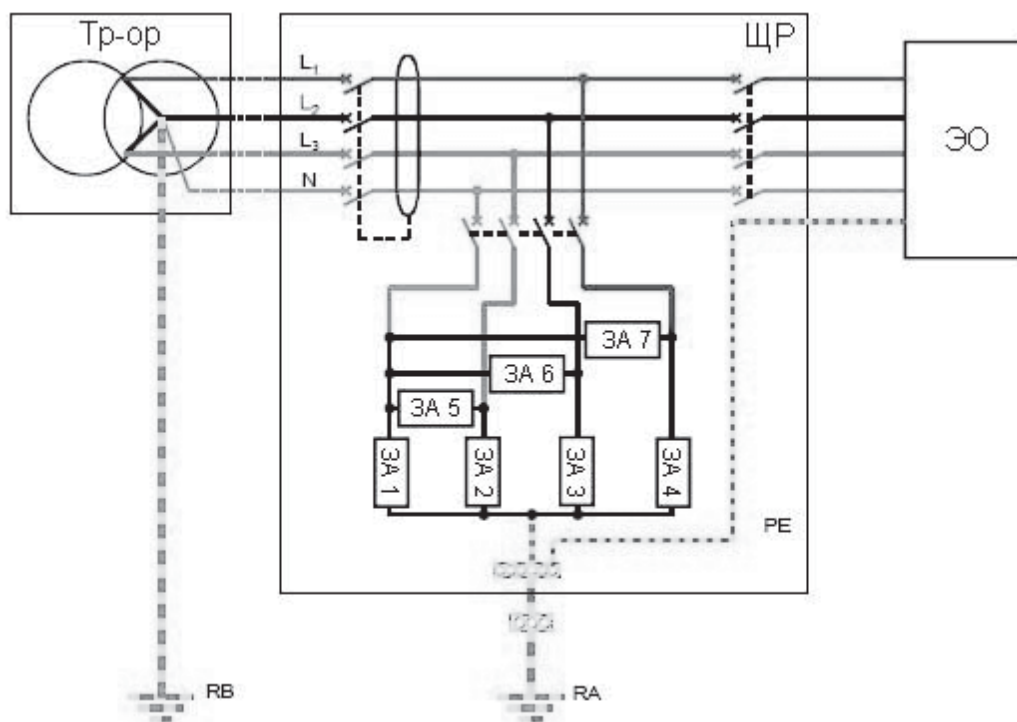 Тр-ор
ЩР
L₁
L₂
L₃
N
ЭО
ЗА 7
ЗА 6
ЗА 5
ЗА 1
ЗА 2
ЗА 3
ЗА 4
PE
RB
RA